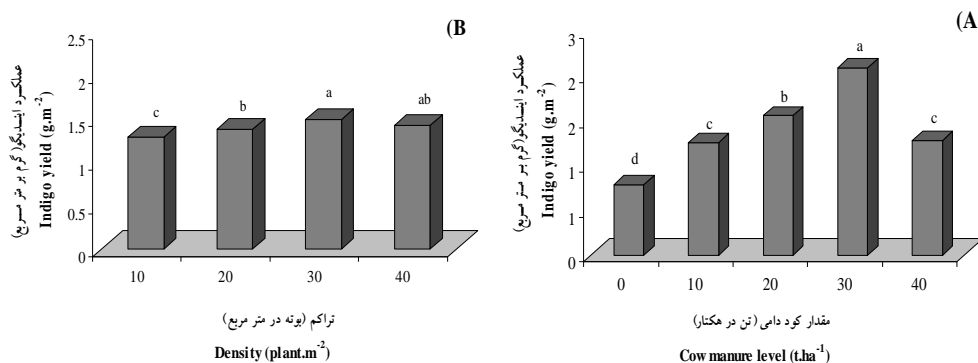 (B)
2.5
2
1.5
1
0.5
0
c
b
a
ab
10
20
30
40
عملکرد ایندیگو (گرم بر متر مربع)
Indigo yield (g.m-2)
تراکم (بوته در متر مربع)
Density (plant.m-2)
(A)
3
2
2
1
1
0
d
c
b
a
c
0
10
20
30
40
عملکرد ایندیگو (گرم بر متر مربع)
Indigo yield (g.m-2)
مقدار کود دامی (تن در هکتار)
Cow manure level (t.ha-1)